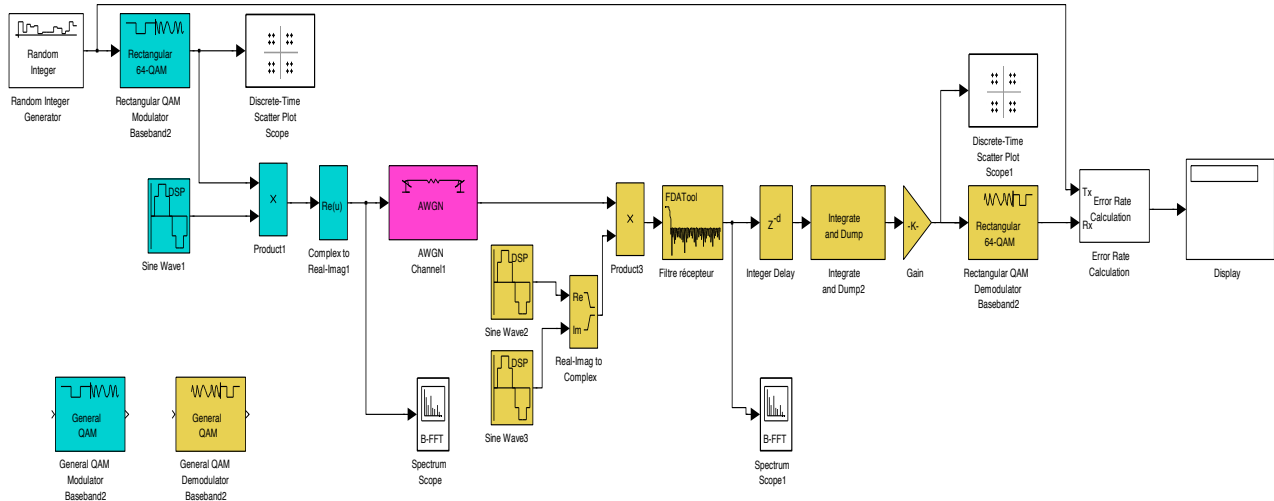 Random
Integer
Random Integer
Generator
Rectangular
64-QAM
Rectangular QAM
Modulator
Baseband2
Discrete-Time
Scatter Plot
Scope
DSP
Sine Wave1
X
Product1
Re(u)
Complex to
Real-Imag1
AWGN
AWGN
Channel1
DSP
Sine Wave2
DSP
Sine Wave3
Re
Im
Real-Imag to
Complex
X
Product3
FDATool
Filtre récepteur
Z^-d
Integer Delay
Integrate
and Dump
Integrate
and Dump2
-K-
Gain
Discrete-Time
Scatter Plot
Scope1
Rectangular
64-QAM
Rectangular QAM
Demodulator
Baseband2
Tx
Rx
Error Rate
Calculation
Error Rate
Calculation
Display
General
QAM
General QAM
Modulator
Baseband2
General
QAM
General QAM
Demodulator
Baseband2
B-FFT
Spectrum
Scope
B-FFT
Spectrum
Scope1